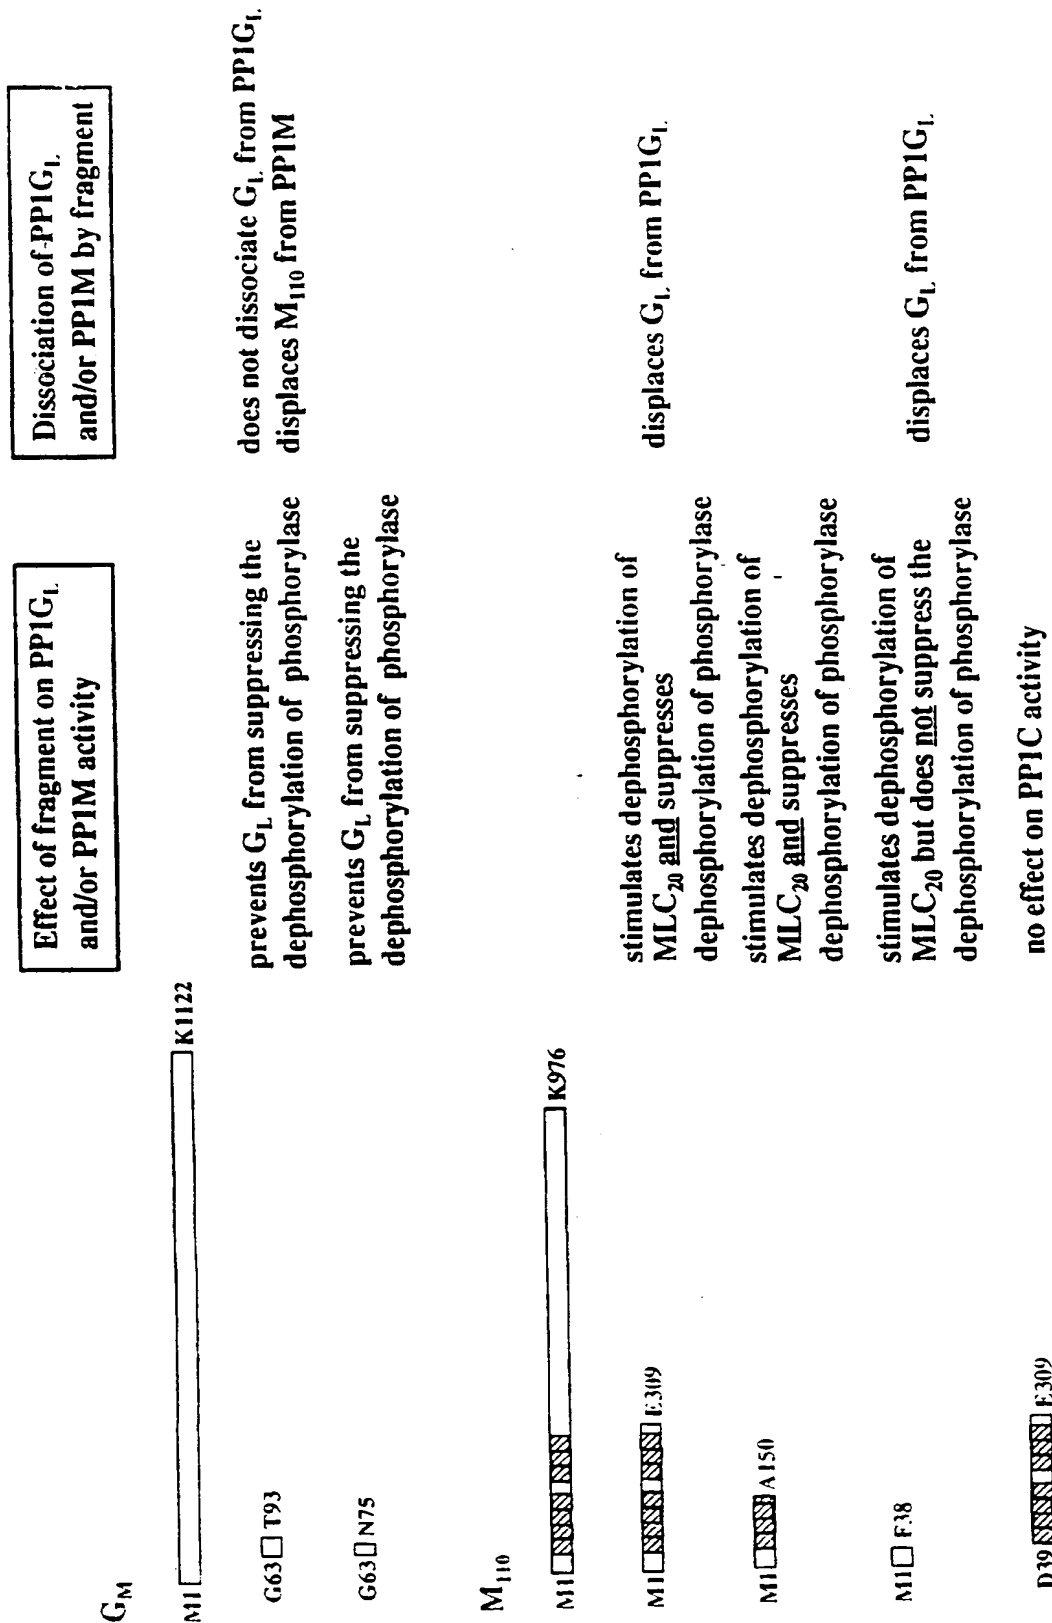 Effect of fragment on PP1G_L
and/or PP1M activity
Dissociation of PP1G_L
and/or PP1M by fragment
G_M
M1 K1122
G63 T93
prevents G_L from suppressing the
dephosphorylation of phosphorylase
does not dissociate G_L from PP1G_L
displaces M_110 from PP1M
G63 N75
prevents G_L from suppressing the
dephosphorylation of phosphorylase
M_110
M1 K976
M1 E309
stimulates dephosphorylation of
MLC_20 and suppresses
dephosphorylation of phosphorylase
displaces G_L from PP1G_L
M1 A150
stimulates dephosphorylation of
MLC_20 and suppresses
dephosphorylation of phosphorylase
M1 F38
stimulates dephosphorylation of
MLC_20 but does not suppress the
dephosphorylation of phosphorylase
displaces G_L from PP1G_L
D39 E309
no effect on PP1C activity